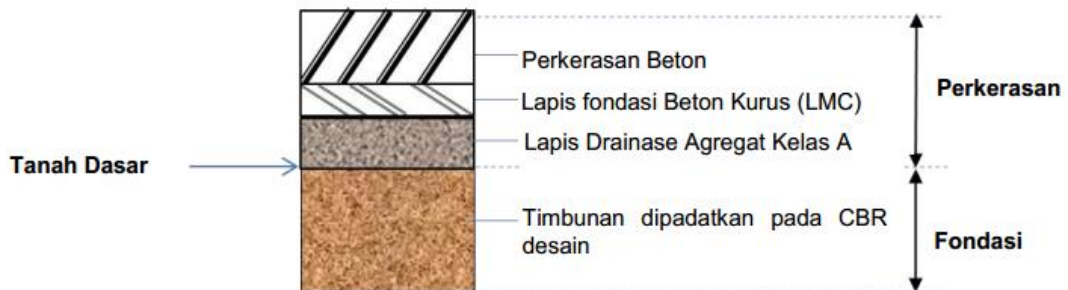 Perkerasan Beton
Perkerasan
Lapis fondasi Beton Kurus (LMC)
Lapis Drainase Agregat Kelas A
Tanah Dasar
Timbunan dipadatkan pada CBR
desain
Fondasi